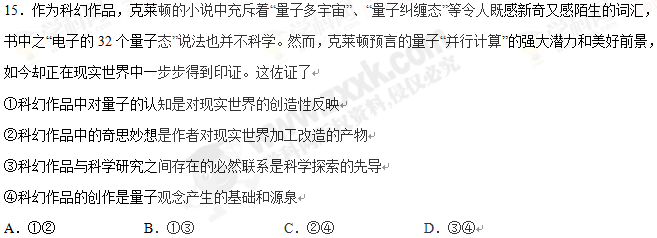 15．作为科幻创作，克莱顿的小说中充斥着“量子多宇宙”、“量子纠缠态”等令人既感新奇又感陌生的词汇，
书中之“电子的 32 个量子态”说法也并不科学。然而，克莱顿预言的量子“并行计算”的强大潜力和美好前景，
如今却正在现实世界中一步步得到印证。这佐证了
①科幻作品中对量子的认知是对现实世界的创造性反映
②科幻作品中的奇思妙想是作者对现实世界加工改造的产物
③科幻作品与科学研究之间存在的必然联系是科学探索的先导
④科幻作品的创作是量子观念产生的基础和源泉
A．①② B．①③ C．②④ D．③④